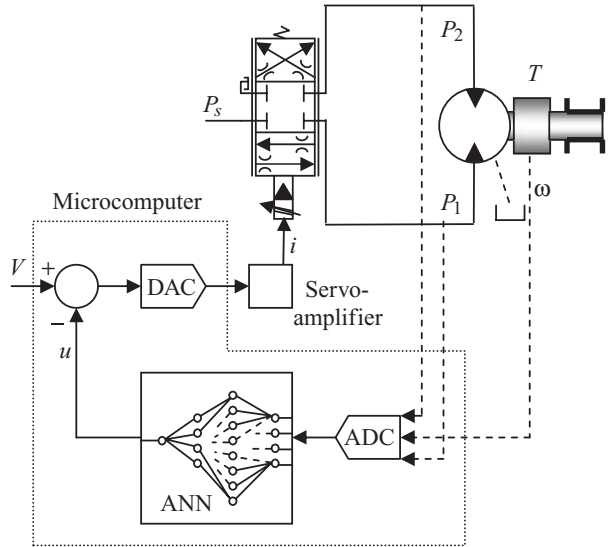 P2
T
Ps
P1
ω
Microcomputer
i
V
+
DAC
Servo-
amplifier
−
u
ADC
ANN